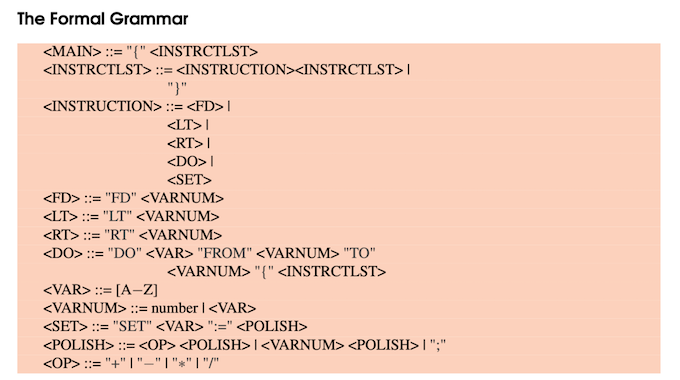 The Formal Grammar
<MAIN> ::= "{" <INSTRCTLST>
<INSTRCTLST> ::= <INSTRUCTION><INSTRCTLST> |
"}"
<INSTRUCTION> ::= <FD> |
<LT> |
<RT> |
<DO> |
<SET>
<FD> ::= "FD" <VARNUM>
<LT> ::= "LT" <VARNUM>
<RT> ::= "RT" <VARNUM>
<DO> ::= "DO" <VAR> "FROM" <VARNUM> "TO"
<VARNUM> "{" <INSTRCTLST>
<VAR> ::= [A−Z]
<VARNUM> ::= number | <VAR>
<SET> ::= "SET" <VAR> ":=" <POLISH>
<POLISH> ::= <OP> <POLISH> | <VARNUM> <POLISH> | ";"
<OP> ::= "+" | "−" | "*" | "/"